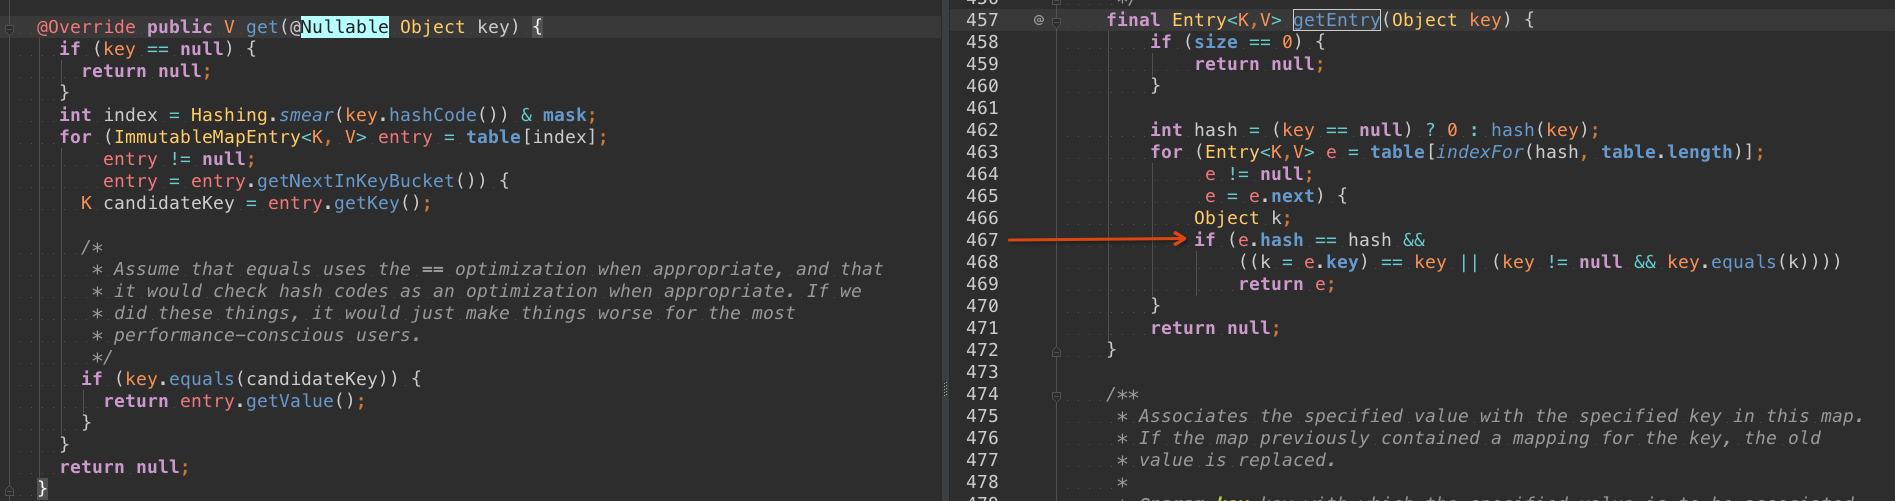 @Override public V get(@Nullable Object key) {
if (key == null) {
return null;
}
int index = Hashing.smear(key.hashCode()) & mask;
for (ImmutableMapEntry<K, V> entry = table[index];
entry != null;
entry = entry.getNextInKeyBucket()) {
K candidateKey = entry.getKey();
/*
* Assume that equals uses the == optimization when appropriate, and that
* it would check hash codes as an optimization when appropriate. If we
* did these things, it would just make things worse for the most
* performance-conscious users.
*/
if (key.equals(candidateKey)) {
return entry.getValue();
}
}
return null;
}
*/
457 @ final Entry<K,V> getEntry(Object key) {
458 if (size == 0) {
459 return null;
460 }
461
462 int hash = (key == null) ? 0 : hash(key);
463 for (Entry<K,V> e = table[indexFor(hash, table.length)];
464 e != null;
465 e = e.next) {
466 Object k;
467 if (e.hash == hash &&
468 ((k = e.key) == key || (key != null && key.equals(k))))
469 return e;
470 }
471 return null;
472 }
473
474 /**
475 * Associates the specified value with the specified key in this map.
476 * If the map previously contained a mapping for the key, the old
477 * value is replaced.
478 *